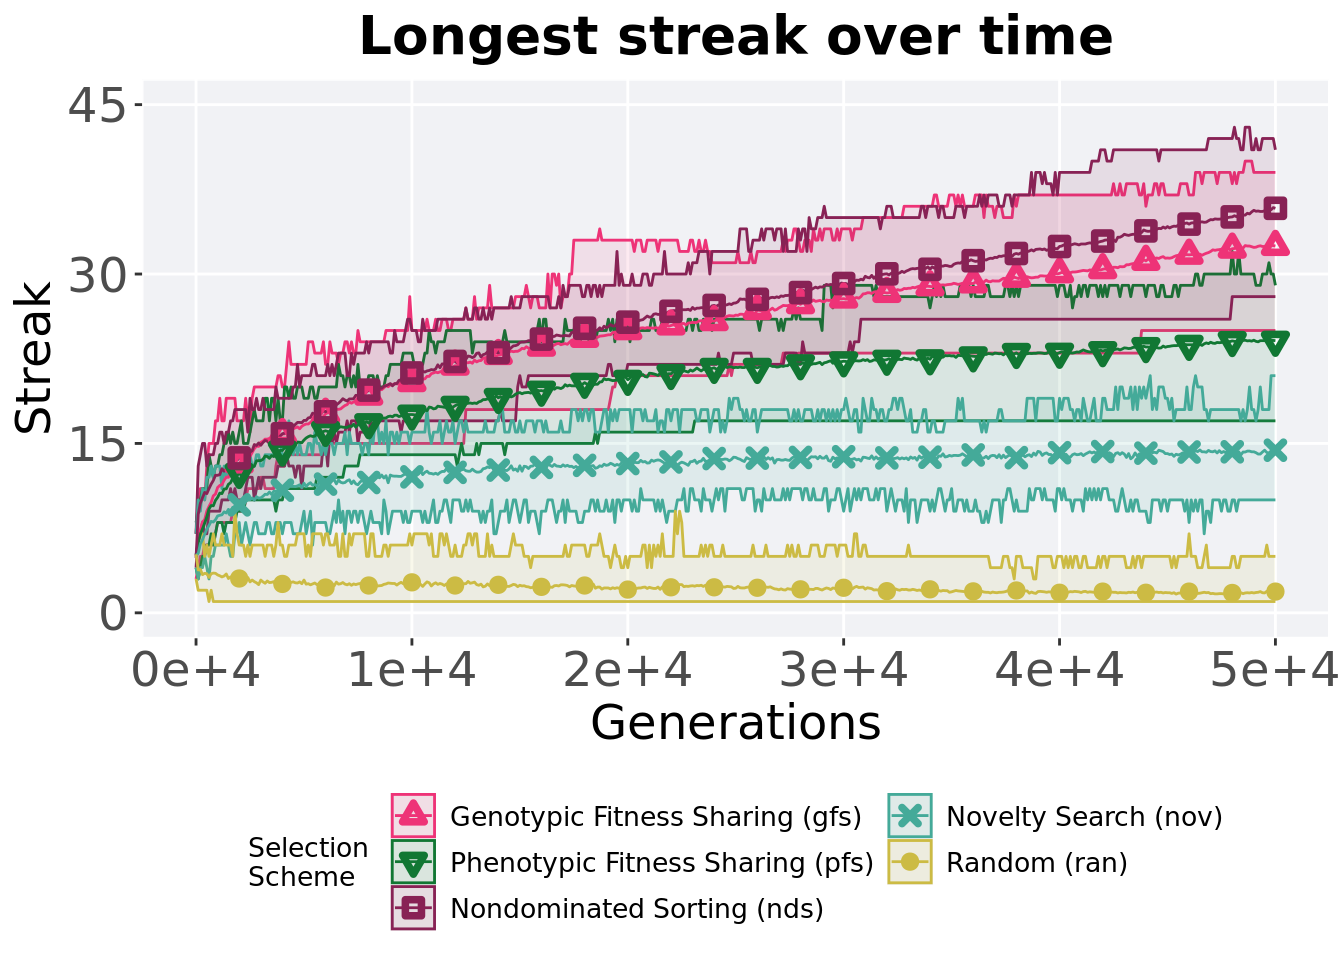 Longest streak over time
45
30
15
0
Streak
0e+4 1e+4 2e+4 3e+4 4e+4 5e+4
Generations
Selection
Scheme
Genotypic Fitness Sharing (gfs)
Phenotypic Fitness Sharing (pfs)
Nondominated Sorting (nds)
Novelty Search (nov)
Random (ran)